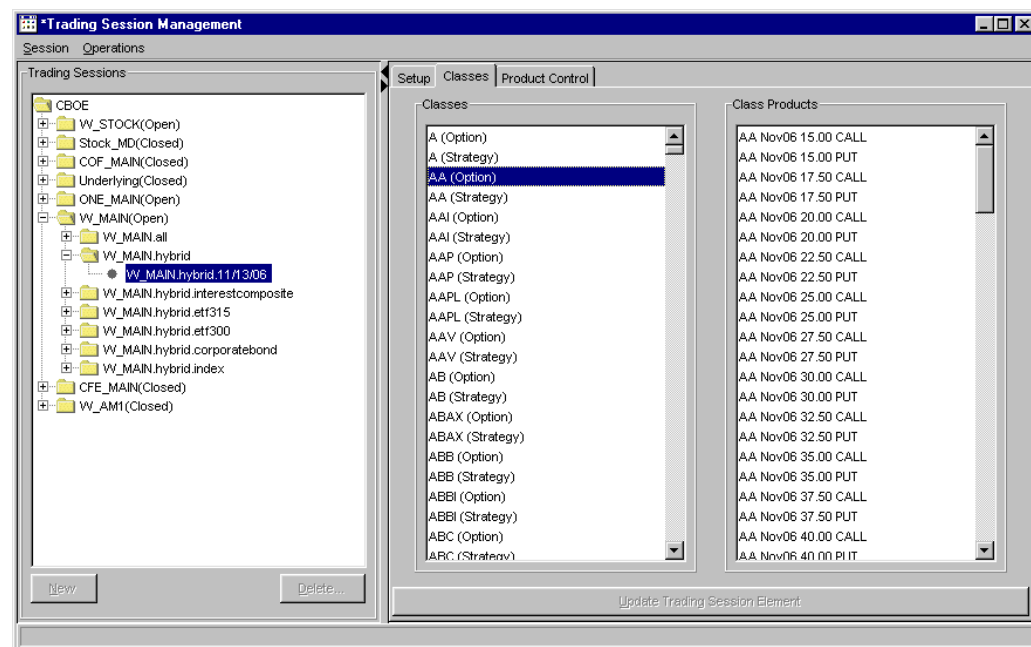 *Trading Session Management
Session Operations
Trading Sessions
CBOE
W_STOCK(Open)
Stock_MD(Closed)
COF_MAIN(Closed)
Underlying(Closed)
ONE_MAIN(Open)
W_MAIN(Open)
W_MAIN.all
W_MAIN.hybrid
W_MAIN.hybrid.11/13/06
W_MAIN.hybrid.interestcomposite
W_MAIN.hybrid.etf315
W_MAIN.hybrid.etf300
W_MAIN.hybrid.corporatebond
W_MAIN.hybrid.index
CFE_MAIN(Closed)
W_AM1(Closed)
New Delete...
Setup Classes Product Control
Classes
A (Option)
A (Strategy)
AA (Option)
AA (Strategy)
AAI (Option)
AAI (Strategy)
AAP (Option)
AAP (Strategy)
AAPL (Option)
AAPL (Strategy)
AAV (Option)
AAV (Strategy)
AB (Option)
AB (Strategy)
ABAX (Option)
ABAX (Strategy)
ABB (Option)
ABB (Strategy)
ABBI (Option)
ABBI (Strategy)
ABC (Option)
ABC (Strategy)
Class Products
AA Nov06 15.00 CALL
AA Nov06 15.00 PUT
AA Nov06 17.50 CALL
AA Nov06 17.50 PUT
AA Nov06 20.00 CALL
AA Nov06 20.00 PUT
AA Nov06 22.50 CALL
AA Nov06 22.50 PUT
AA Nov06 25.00 CALL
AA Nov06 25.00 PUT
AA Nov06 27.50 CALL
AA Nov06 27.50 PUT
AA Nov06 30.00 CALL
AA Nov06 30.00 PUT
AA Nov06 32.50 CALL
AA Nov06 32.50 PUT
AA Nov06 35.00 CALL
AA Nov06 35.00 PUT
AA Nov06 37.50 CALL
AA Nov06 37.50 PUT
AA Nov06 40.00 CALL
AA Nov06 40.00 PUT
Update Trading Session Element